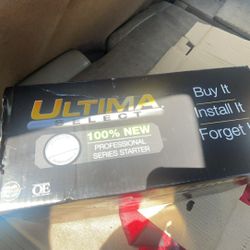 ULTIMA
SELECT
100% NEW
PROFESSIONAL
SERIES STARTER
Buy It
Install It
Forget
OE